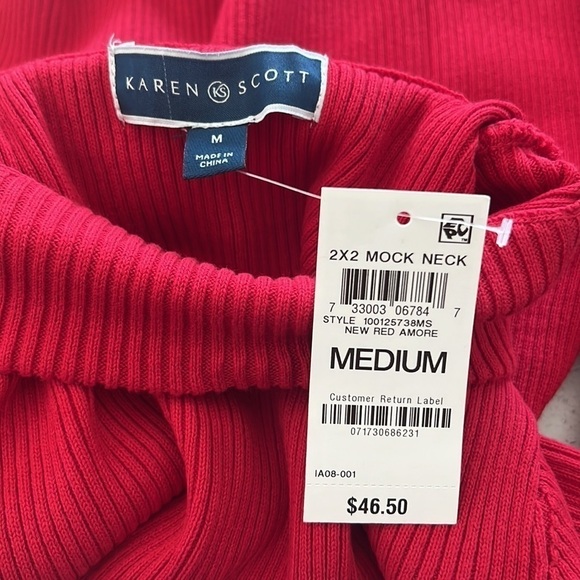 KAREN KS SCOTT
M
MADE IN
CHINA
2X2 MOCK NECK
7 33003 06784 7
STYLE 100125738MS
NEW RED AMORE
MEDIUM
Customer Return Label
071730686231
IA08-001
$46.50